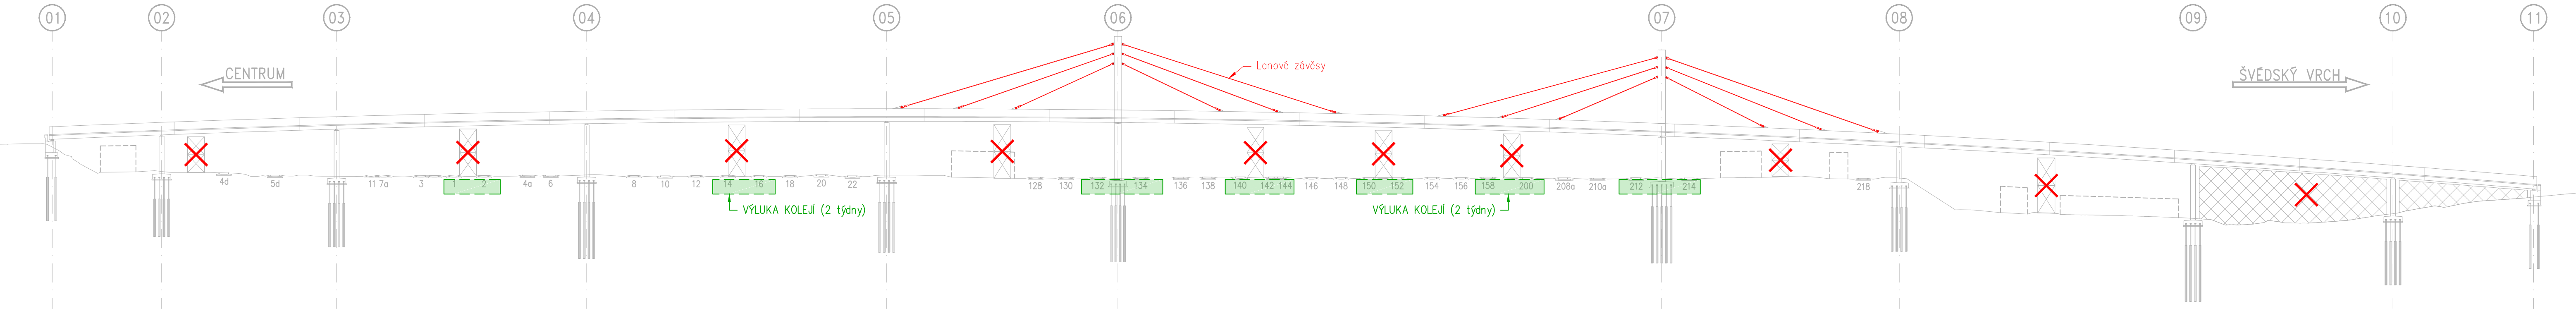 01 02 03 04 05 06 07 08 09 10 11
Lanové závěsy
CENTRUM
ŠVÉDSKÝ VRCH
4d 5d 11 7a 3 1 2 4a 6 8 10 12 14 16 18 20 22 128 130 132 134 136 138 140 142 144 146 148 150 152 154 156 158 200 208a 210a 212 214 218
VÝLUKA KOLEJÍ (2 týdny)
VÝLUKA KOLEJÍ (2 týdny)